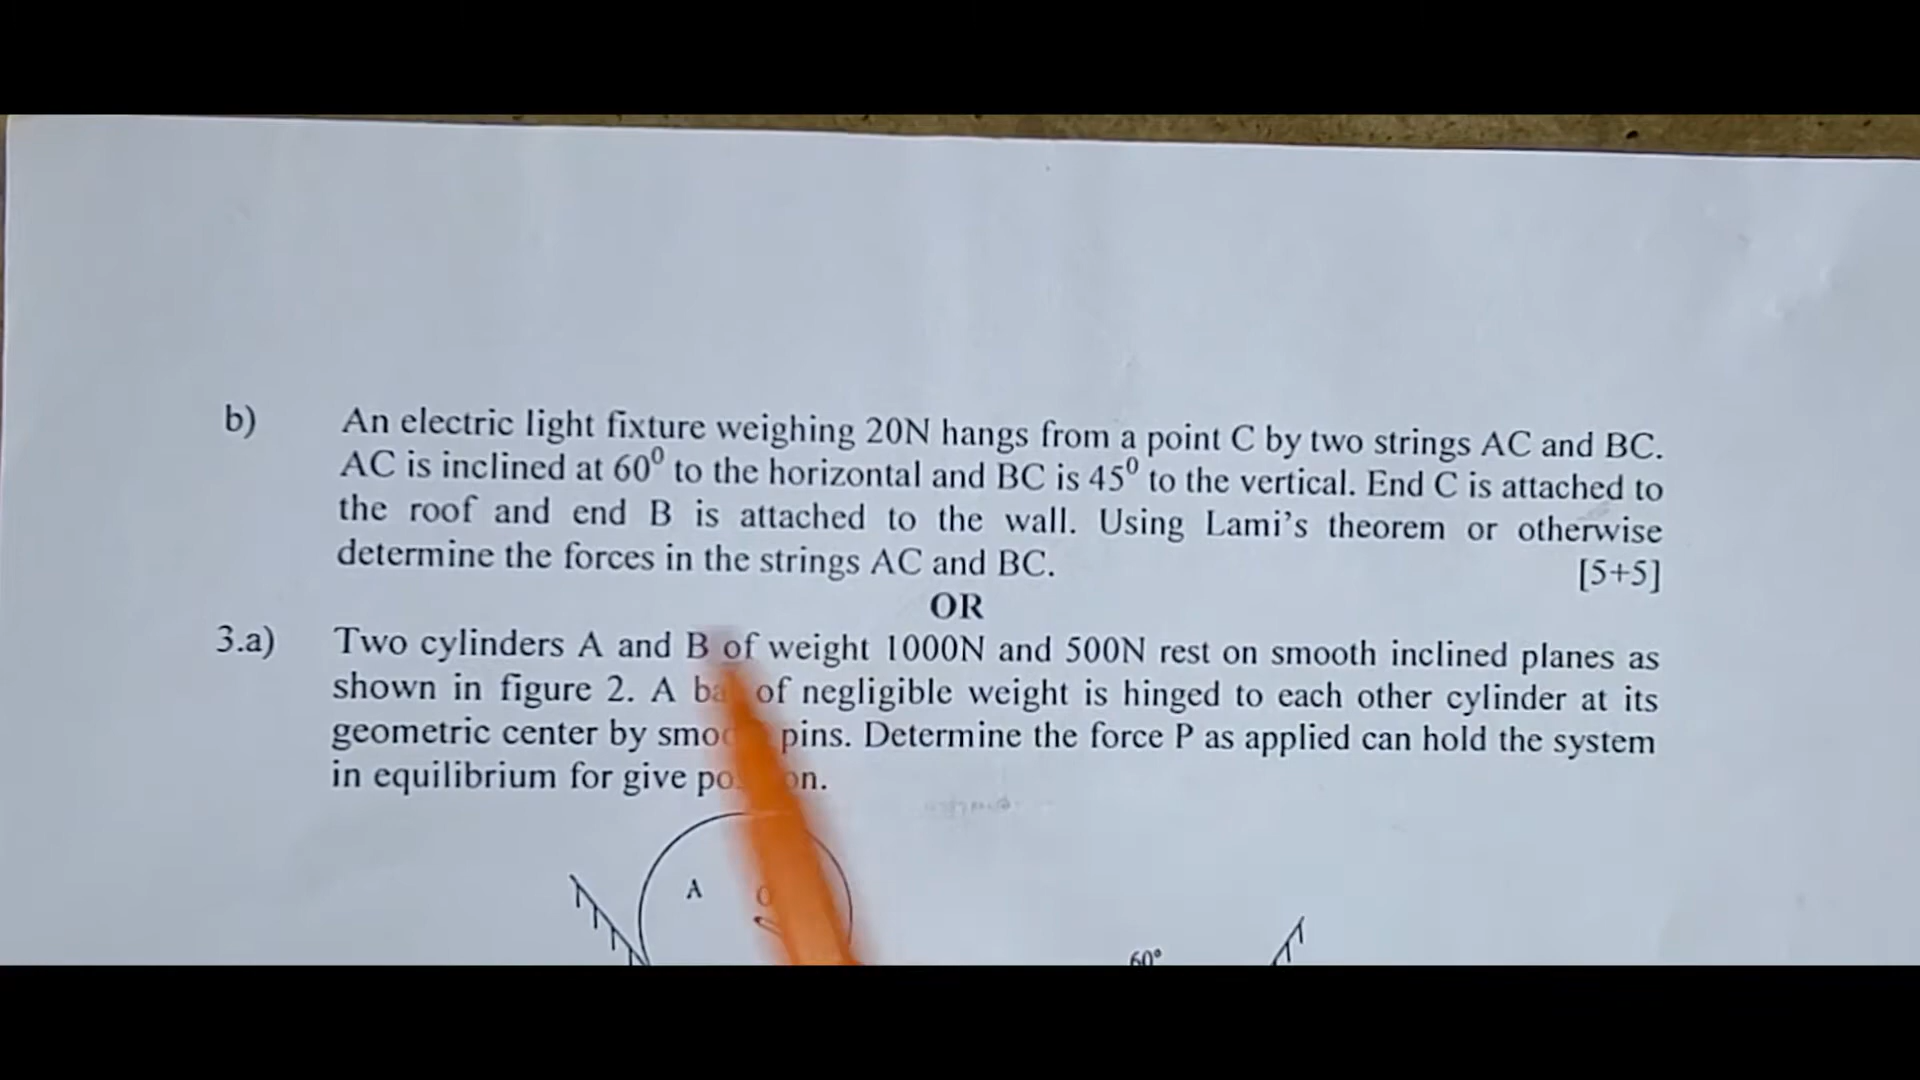 b) An electric light fixture weighing 20N hangs from a point C by two strings AC and BC.
AC is inclined at 60⁰ to the horizontal and BC is 45⁰ to the vertical. End C is attached to
the roof and end B is attached to the wall. Using Lami's theorem or otherwise
determine the forces in the strings AC and BC. [5+5]
OR
3.a) Two cylinders A and B of weight 1000N and 500N rest on smooth inclined planes as
shown in figure 2. A of negligible weight is hinged to each other cylinder at its
geometric center by pins. Determine the force P as applied can hold the system
in equilibrium for give
A
60°